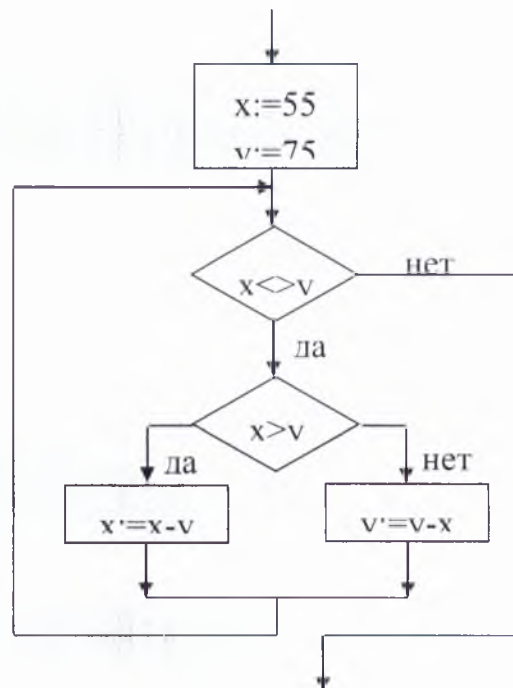 x:=55
y:=75
x<>y
нет
да
x>y
да
нет
x:=x-y
y:=y-x